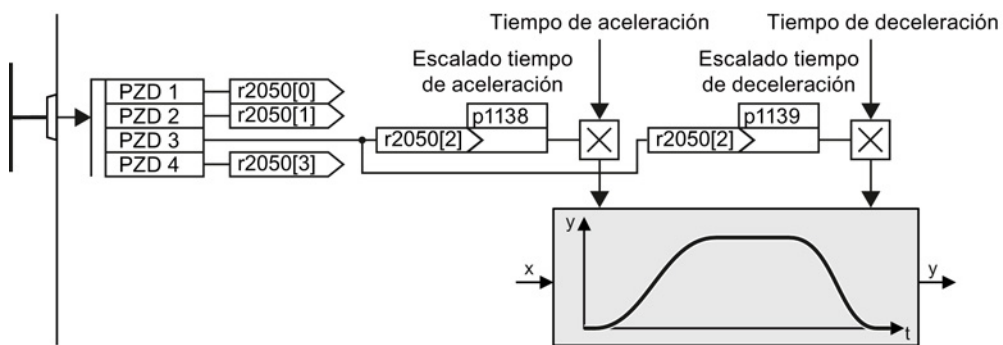 Tiempo de aceleración
Tiempo de deceleración
Escalado tiempo
de aceleración
Escalado tiempo
de deceleración
PZD 1
r2050[0]
PZD 2
r2050[1]
PZD 3
PZD 4
r2050[3]
p1138
r2050[2]
p1139
r2050[2]
x
y
t
y